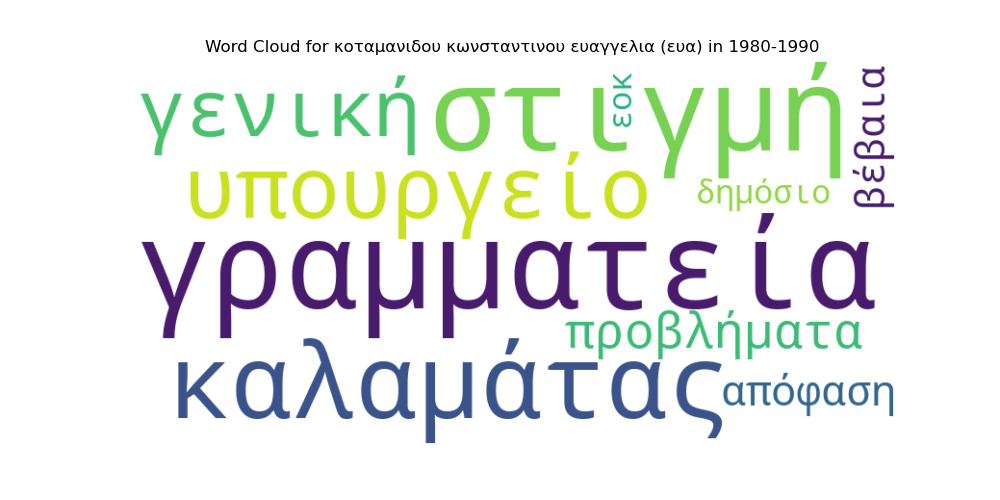 Word Cloud for κοταμανιδου κωνσταντινου ευαγγελια (ευα) in 1980-1990
γενική
στιγμή
εοκ
βέβαια
υπουργείο
δημόσιο
γραμματεία
προβλήματα
καλαμάτας
απόφαση